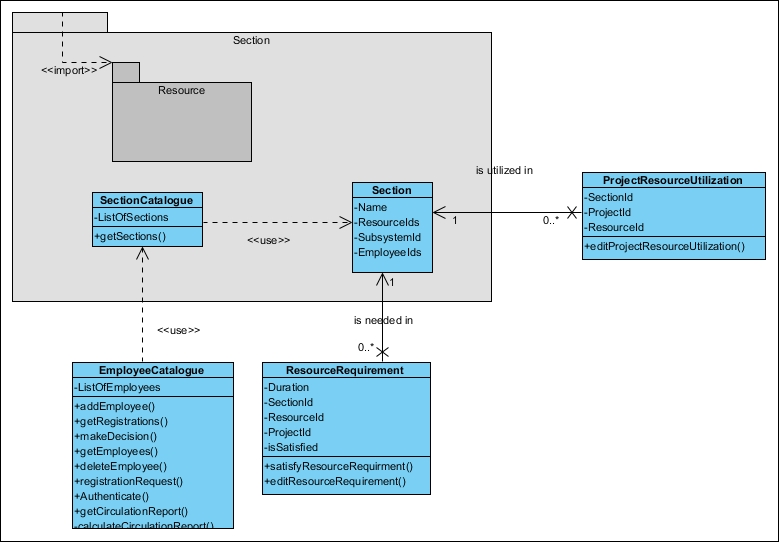 Section
<<import>>
Resource
SectionCatalogue
-ListOfSections
+getSections()
<<use>>
Section
-Name
-ResourceIds
-SubsystemId
-EmployeeIds
is utilized in
1
0..*
ProjectResourceUtilization
-SectionId
-ProjectId
-ResourceId
+editProjectResourceUtilization()
<<use>>
1
is needed in
0..*
EmployeeCatalogue
-ListOfEmployees
+addEmployee()
+getRegistrations()
+makeDecision()
+getEmployees()
+deleteEmployee()
+registrationRequest()
+Authenticate()
+getCirculationReport()
-calculateCirculationReport()
ResourceRequirement
-Duration
-SectionId
-ResourceId
-ProjectId
-isSatisfied
+satisfyResourceRequirment()
+editResourceRequirement()